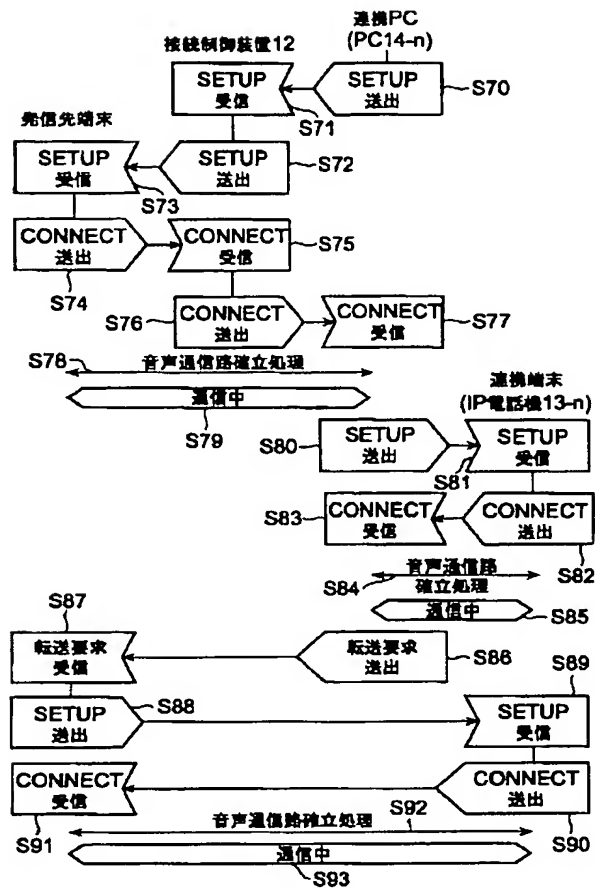 連携PC
(PC14-n)
接続制御装置12
SETUP
受信
SETUP
送出
S70
S71
発信先端末
SETUP
受信
SETUP
送出
S72
S73
CONNECT
送出
CONNECT
受信
S75
S74
S76
CONNECT
送出
CONNECT
受信
S77
S78
音声通信路確立処理
通信中
S79
連携端末
(IP電話機13-n)
S80
SETUP
送出
SETUP
受信
S81
S83
CONNECT
受信
CONNECT
送出
S82
音声通信路
確立処理
S84
通信中
S85
S87
転送要求
受信
転送要求
送出
S86
S89
SETUP
送出
S88
SETUP
受信
CONNECT
受信
CONNECT
送出
S91
音声通信路確立処理
S92
S90
通信中
S93